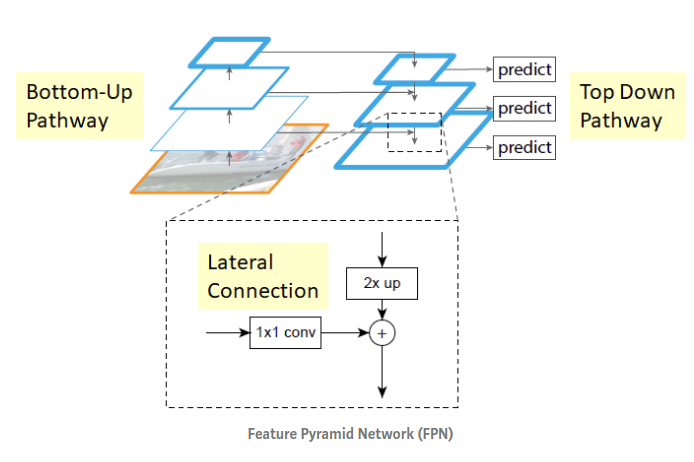 Bottom-Up
Pathway
predict
predict
predict
Top Down
Pathway
Lateral
Connection
2x up
1x1 conv
+
Feature Pyramid Network (FPN)